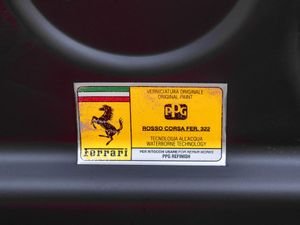 VERNICIATURA ORIGINALE
ORIGINAL PAINT
PPG
ROSSO CORSA FER. 322
TECNOLOGIA ALL'ACQUA
WATERBORNE TECHNOLOGY
Ferrari
PER RITOCCHI USARE FOR REPAIR WORKS
PPG REFINISH